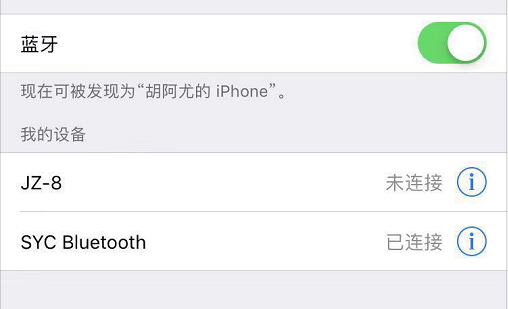 蓝牙
现在可被发现为“胡阿尤的 iPhone”。
我的设备
JZ-8 未连接
SYC Bluetooth 已连接